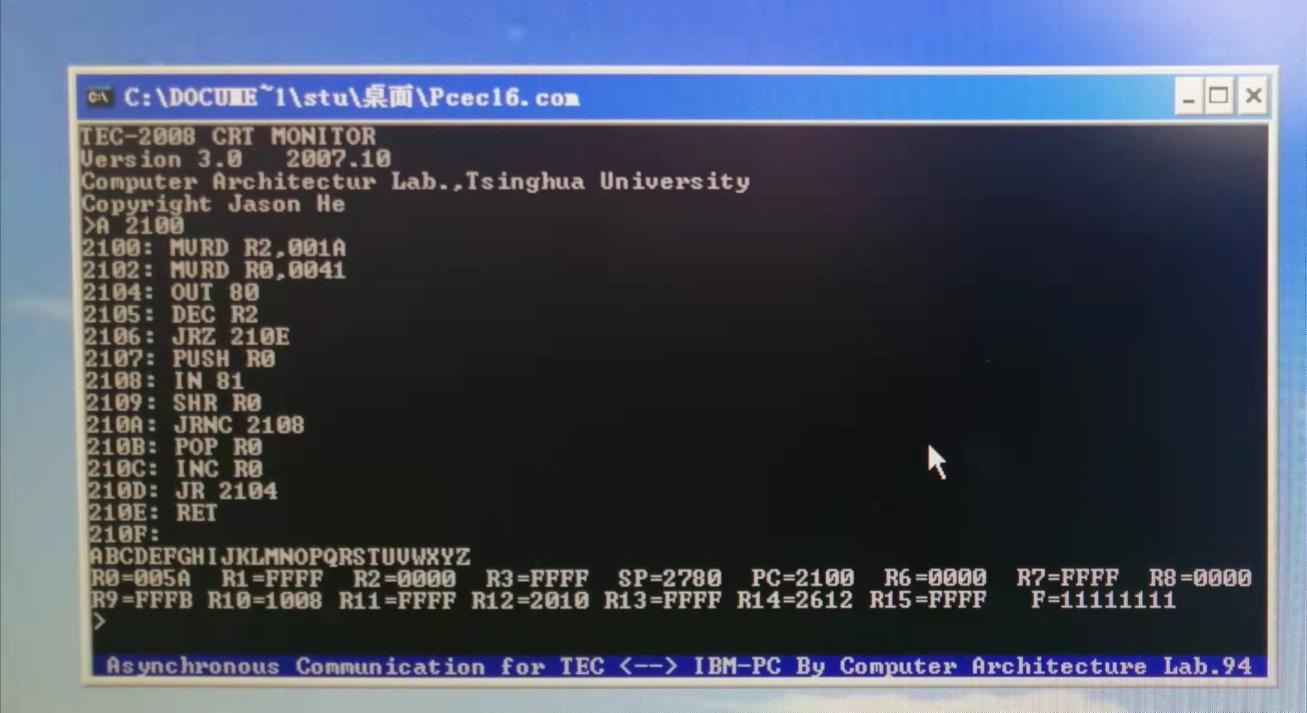 C:\DOCUME~1\stu\桌面\Pcec16.com
TEC-2008 CRT MONITOR
Version 3.0 2007.10
Computer Architectur Lab.,Tsinghua University
Copyright Jason He
>A 2100
2100: MVRD R2,001A
2102: MVRD R0,0041
2104: OUT 80
2105: DEC R2
2106: JRZ 210E
2107: PUSH R0
2108: IN 81
2109: SHR R0
210A: JRNC 2108
210B: POP R0
210C: INC R0
210D: JR 2104
210E: RET
210F:
ABCDEFGHIJKLMNOPQRSTUVWXYZ
R0=005A R1=FFFF R2=0000 R3=FFFF SP=2780 PC=2100 R6=0000 R7=FFFF R8=0000
R9=FFFB R10=1008 R11=FFFF R12=2010 R13=FFFF R14=2612 R15=FFFF F=11111111
>
Asynchronous Communication for TEC <--> IBM-PC By Computer Architecture Lab.94